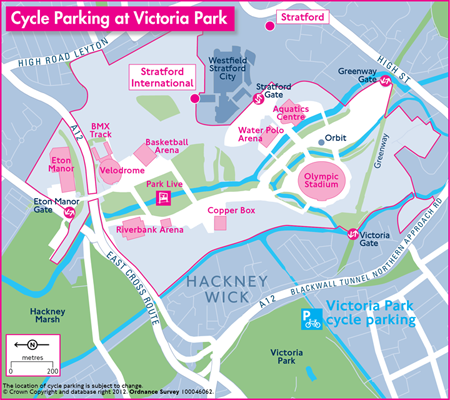 Cycle Parking at Victoria Park
Stratford
HIGH ROAD LEYTON
Westfield
Stratford
City
Stratford
International
Greenway
Gate
HIGH ST
Stratford
Gate
A12
BMX
Track
Aquatics
Centre
Basketball
Arena
Water Polo
Arena
Orbit
Greenway
Eton
Manor
Velodrome
Park Live
Olympic
Stadium
Eton Manor
Gate
Copper Box
Riverbank Arena
Victoria
Gate
EAST CROSS ROUTE
HACKNEY
WICK
A12
BLACKWALL TUNNEL NORTHERN APPROACH RD
Hackney
Marsh
P
Victoria Park
cycle parking
N
metres
0 200
Victoria
Park
The location of cycle parking is subject to change.
© Crown Copyright and database right 2012. Ordnance Survey 100046062.